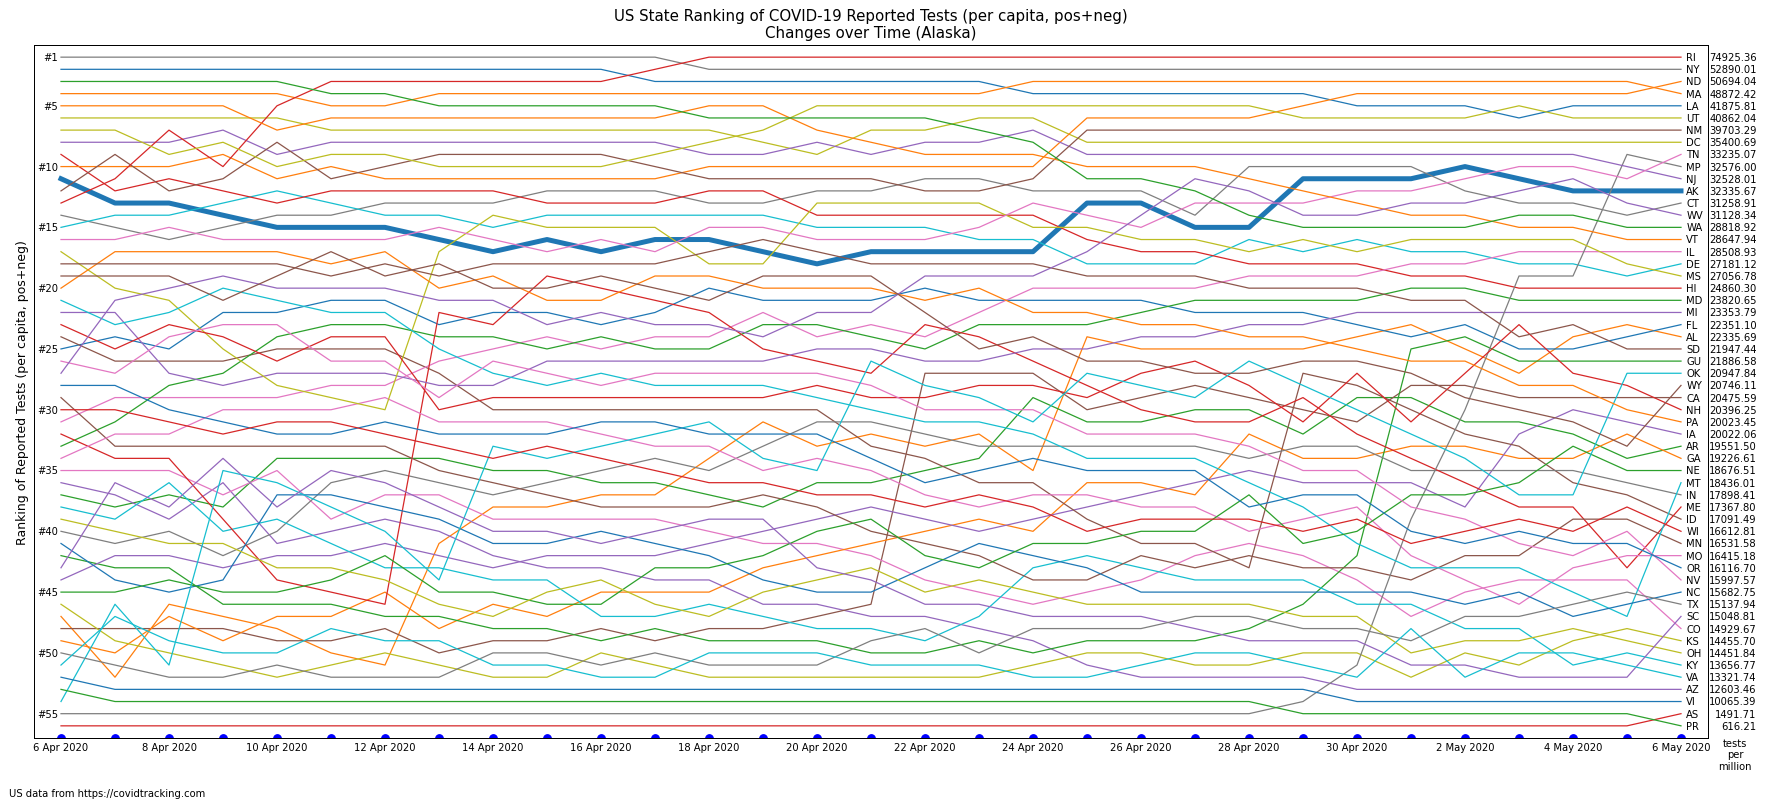 US State Ranking of COVID-19 Reported Tests (per capita, pos+neg)
Changes over Time (Alaska)
Ranking of Reported Tests (per capita, pos+neg)
#1
#5
#10
#15
#20
#25
#30
#35
#40
#45
#50
#55
RI 74925.36
NY 52890.01
ND 50694.04
MA 48872.42
LA 41875.81
UT 40862.04
NM 39703.29
DC 35400.69
TN 33235.07
MP 32576.00
NJ 32528.01
AK 32335.67
CT 31258.91
WV 31128.34
WA 28818.92
VT 28647.94
IL 28508.93
DE 27181.12
MS 27056.78
HI 24860.30
MD 23820.65
MI 23353.79
FL 22351.10
AL 22335.69
SD 21947.44
GU 21886.58
OK 20947.84
WY 20746.11
CA 20475.59
NH 20396.25
PA 20023.45
IA 20022.06
AR 19551.50
GA 19226.61
NE 18676.51
MT 18436.01
IN 17898.41
ME 17367.80
ID 17091.49
WI 16612.81
MN 16531.58
MO 16415.18
OR 16116.70
NV 15997.57
NC 15682.75
TX 15137.94
SC 15048.81
CO 14929.67
KS 14455.70
OH 14451.84
KY 13656.77
VA 13321.74
AZ 12603.46
VI 10065.39
AS 1491.71
PR 616.21
6 Apr 2020 8 Apr 2020 10 Apr 2020 12 Apr 2020 14 Apr 2020 16 Apr 2020 18 Apr 2020 20 Apr 2020 22 Apr 2020 24 Apr 2020 26 Apr 2020 28 Apr 2020 30 Apr 2020 2 May 2020 4 May 2020 6 May 2020
tests
per
million
US data from https://covidtracking.com